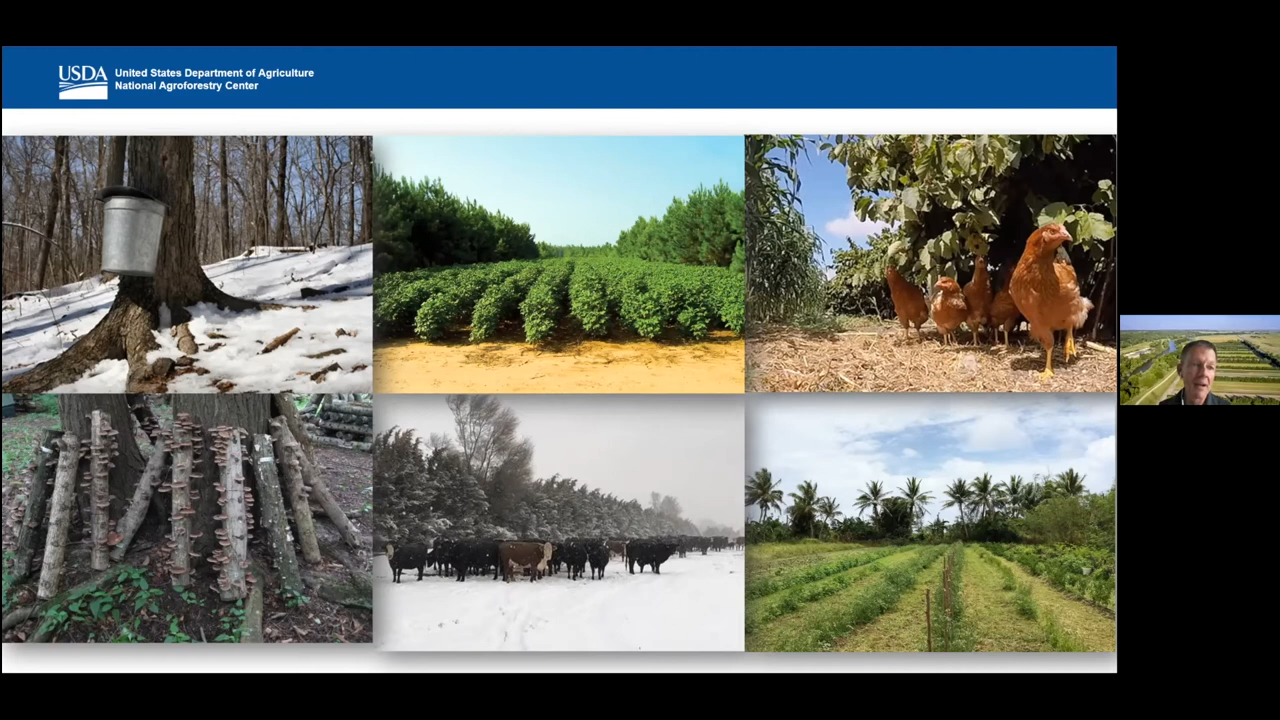 USDA
United States Department of Agriculture
National Agroforestry Center